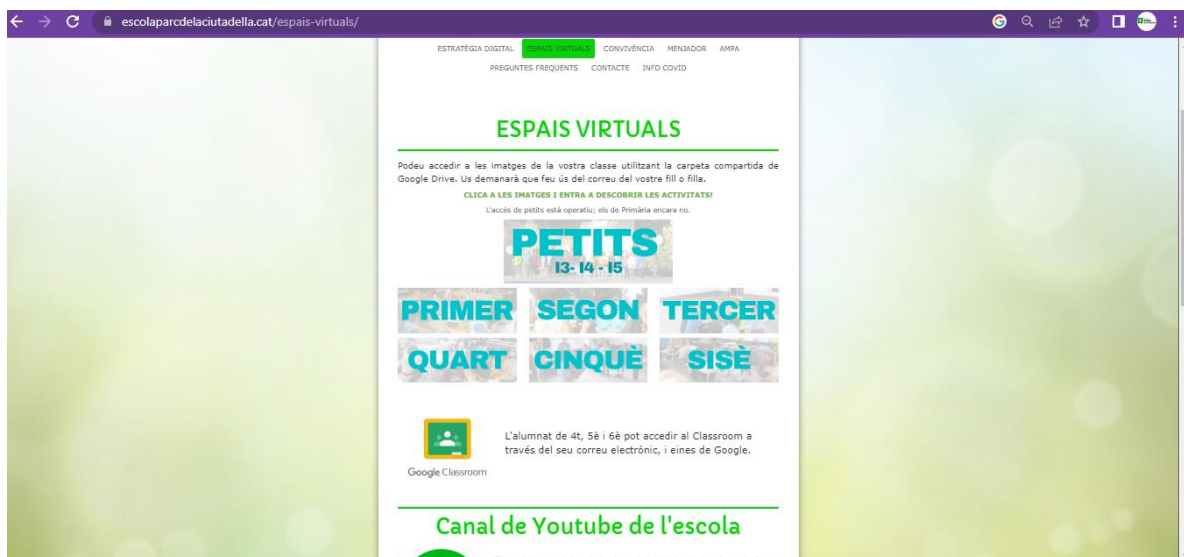 escolaparcdelaciutadella.cat/espais-virtuals/
ESTRATÈGIA DIGITAL ESPAIS VIRTUALS CONVIVÈNCIA MENJADOR AMPA
PREGUNTES FREQÜENTS CONTACTE INFO COVID
ESPAIS VIRTUALS
Podeu accedir a les imatges de la vostra classe utilitzant la carpeta compartida de
Google Drive. Us demanarà que feu ús del correu del vostre fill o filla.
CLICA A LES IMATGES I ENTRA A DESCOBRIR LES ACTIVITATS!
L'accés de petits està operatiu; els de Primària encara no.
PETITS
I3- I4 - I5
PRIMER SEGON TERCER
QUART CINQUÈ SISÈ
L'alumnat de 4t, 5è i 6è pot accedir al Classroom a
través del seu correu electrònic, i eines de Google.
Google Classroom
Canal de Youtube de l'escola